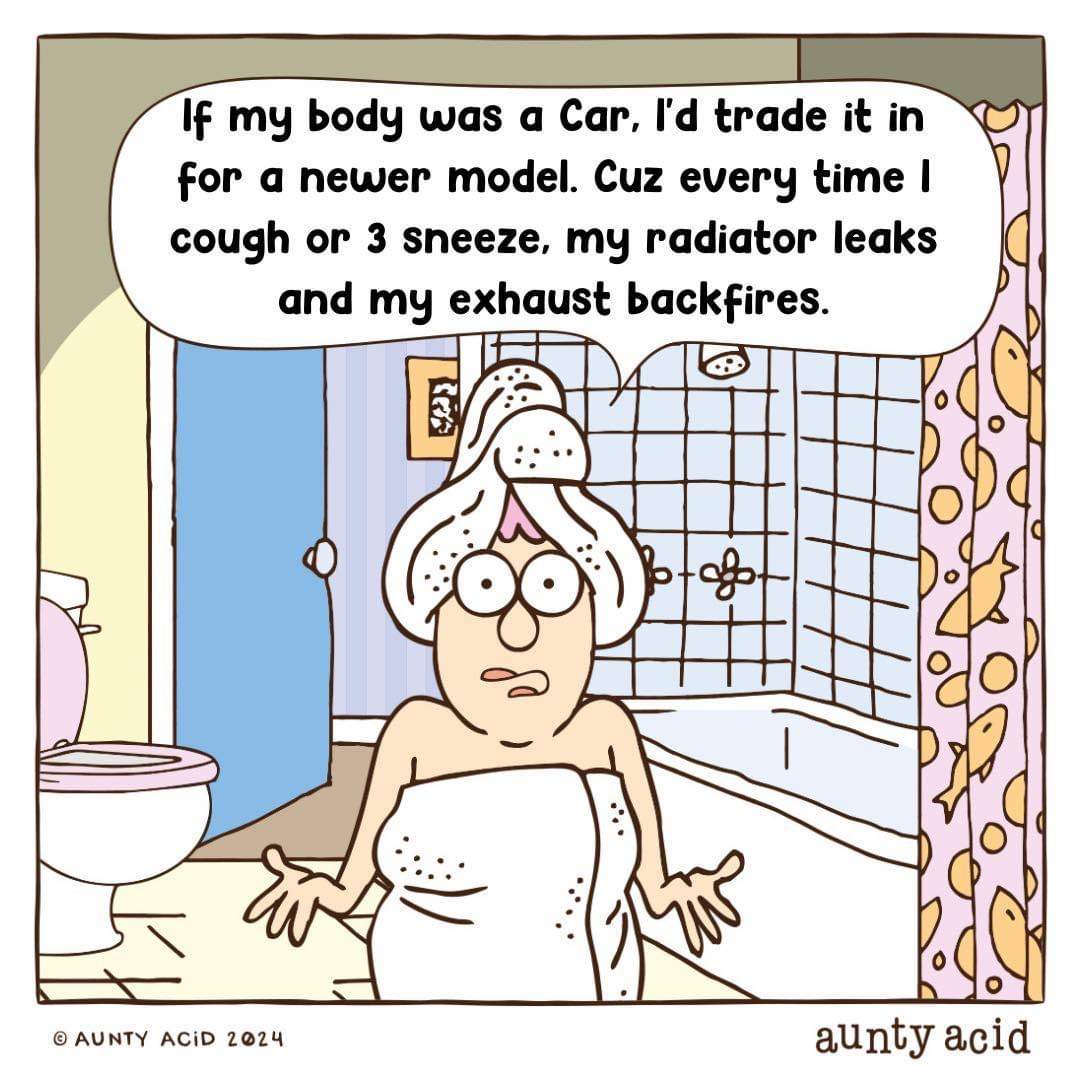 If my body was a Car, I'd trade it in
for a newer model. Cuz every time I
cough or 3 sneeze, my radiator leaks
and my exhaust backfires.
© AUNTY ACiD 2024
aunty acid